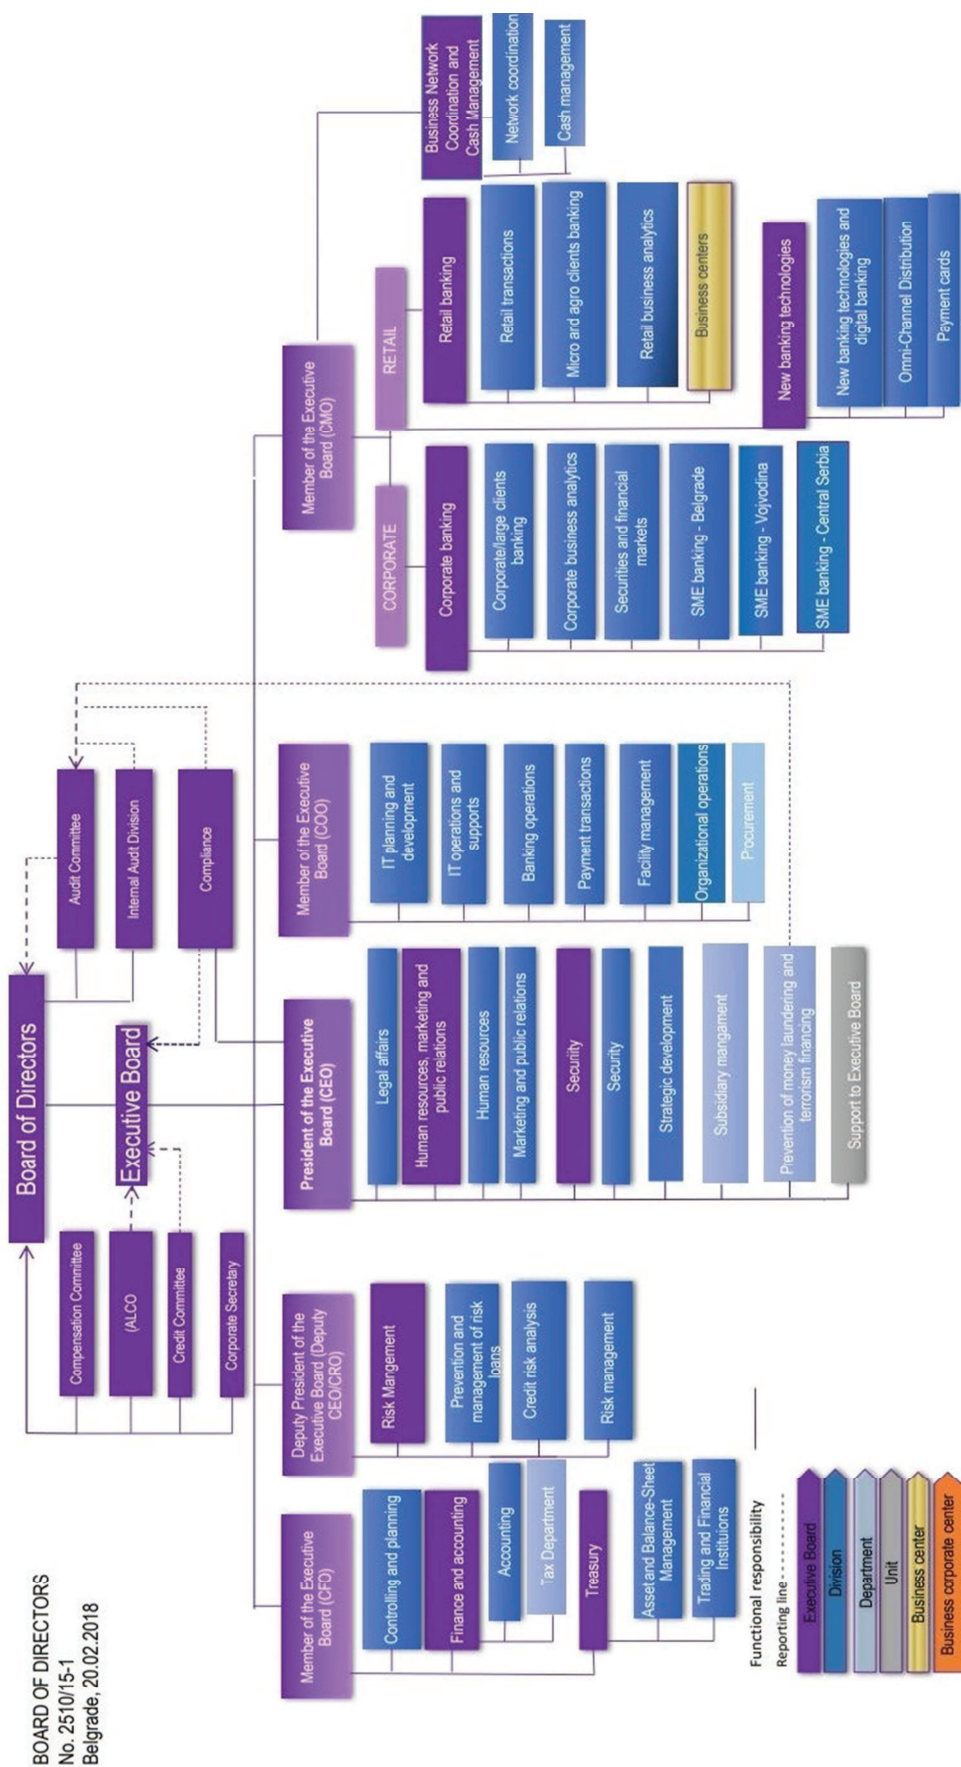 BOARD OF DIRECTORS
No. 2510/15-1
Belgrade, 20.02.2018
Board of Directors
Compensation Committee
(ALCO
Credit Committee
Corporate Secretary
Executive Board
Audit Committee
Internal Audit Division
Compliance
Member of the Executive
Board (CFO)
Controlling and planning
Finance and accounting
Accounting
Tax Department
Treasury
Asset and Balance-Sheet
Management
Trading and Financial
Instituions
Deputy President of the
Executive Board (Deputy
CEO/CRO)
Risk Mangement
Prevention and
management of risk
loans
Credit risk analysis
Risk management
President of the Executive
Board (CEO)
Legal affairs
Human resources, marketing and
public relations
Human resources
Marketing and public relations
Securiity
Security
Strategic development
Subsidiary mangament
Prevention of money laundering and
terrorism financing
Support to Executive Board
Member of the Executive
Board (COO)
IT planning and
development
IT operations and
supports
Banking operations
Payment transactions
Facility management
Organizational operations
Procurement
Member of the Executive
Board (CMO)
CORPORATE
Corporate banking
Corporate/large clients
banking
Corporate business analytics
Securities and financial
markets
SME banking - Belgrade
SME banking - Vojvodina
SME banking - Central Serbia
RETAIL
Retail banking
Retail transactions
Micro and agro clients banking
Retail business analytics
Business centers
New banking technologies
New banking technologies and
digital banking
Omni-Channel Distribution
Payment cards
Business Network
Coordination and
Cash Management
Network coordination
Cash management
Functional responsibility
Reporting line
Executive Board
Division
Department
Unit
Business center
Business corporate center